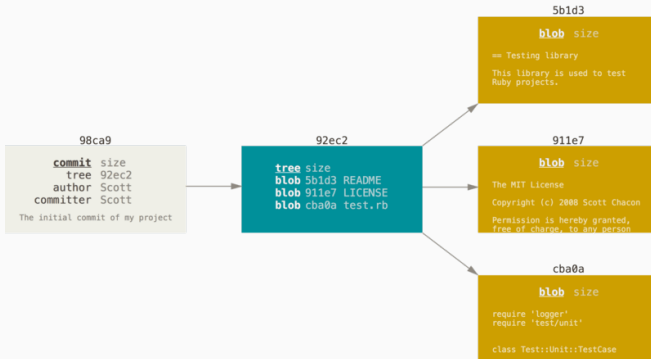 98ca9
commit size
tree 92ec2
author Scott
committer Scott
The initial commit of my project
92ec2
tree size
blob 5b1d3 README
blob 911e7 LICENSE
blob cba0a test.rb
5b1d3
blob size
== Testing library
This library is used to test
Ruby projects.
911e7
blob size
The MIT License
Copyright (c) 2008 Scott Chacon
Permission is hereby granted,
free of charge, to any person
cba0a
blob size
require 'logger'
require 'test/unit'
class Test::Unit::TestCase